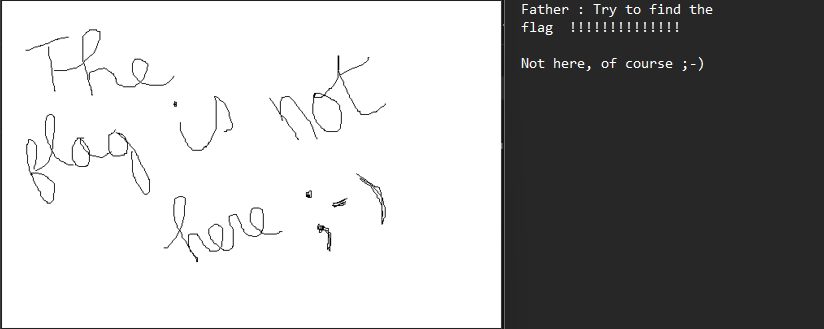 The
flag is not
here ;-)
Father : Try to find the
flag  !!!!!!!!!!!!!!
Not here, of course ;-)